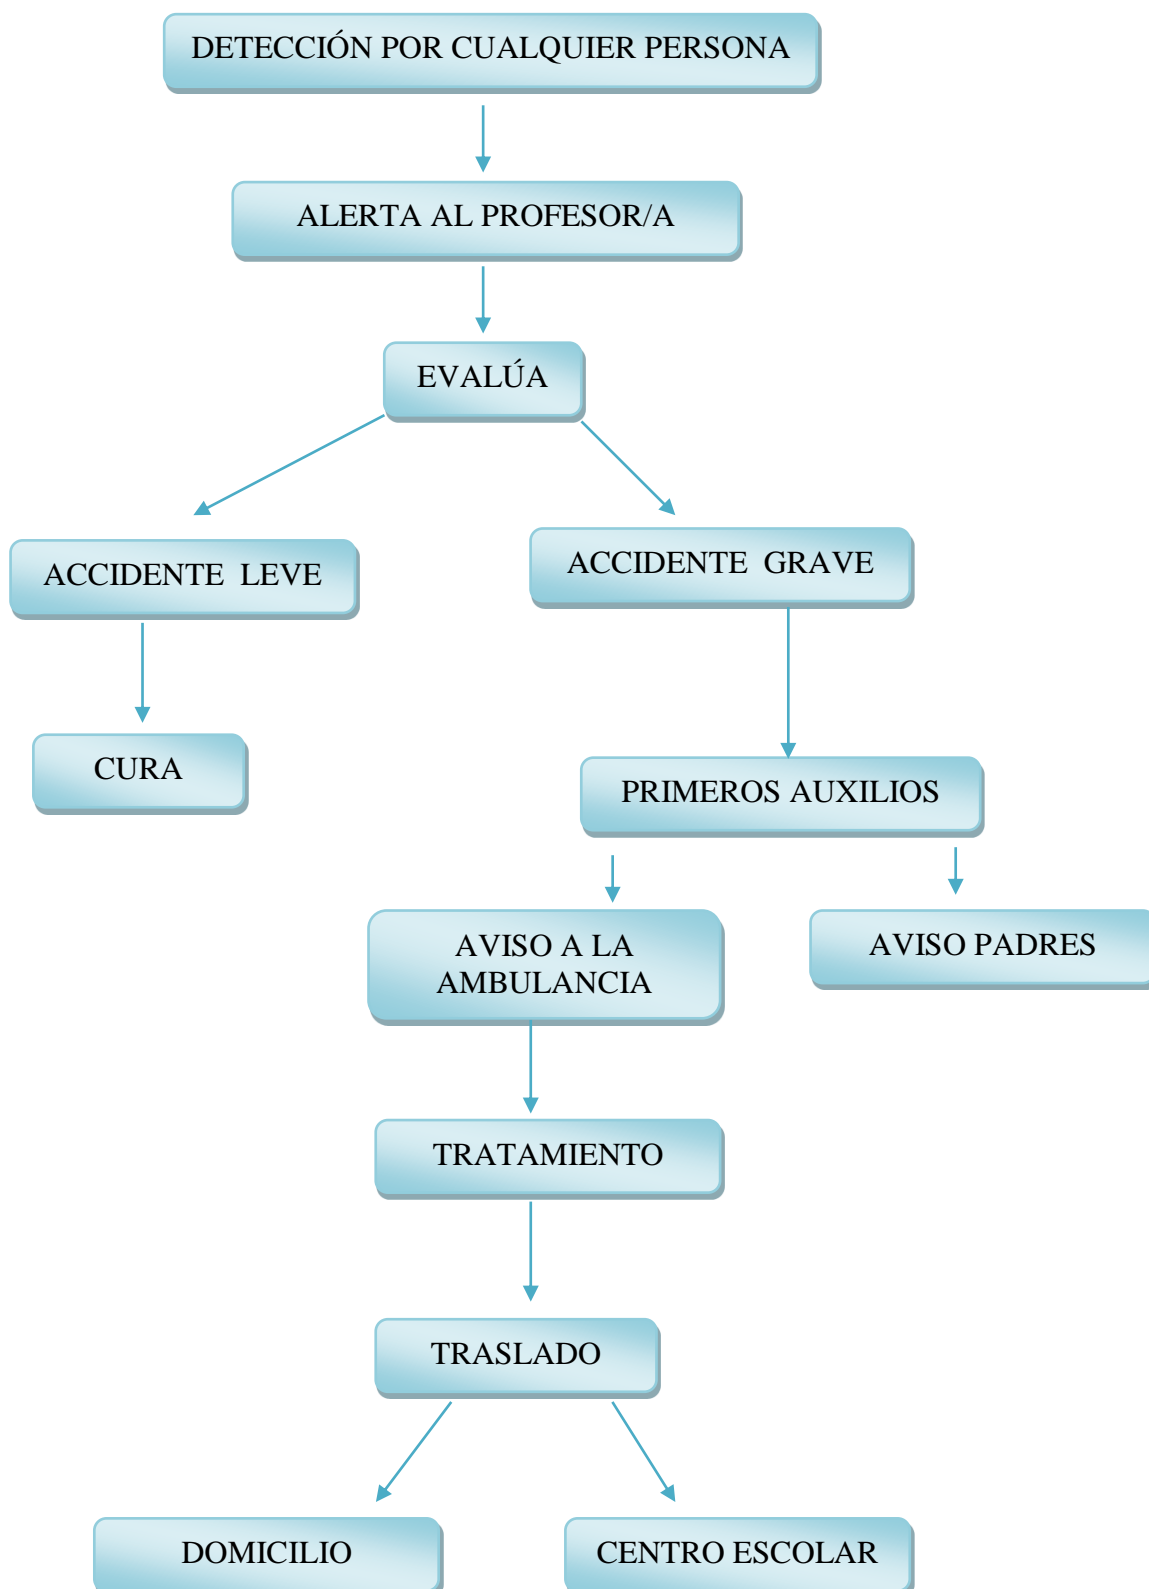 DETECCIÓN POR CUALQUIER PERSONA
ALERTA AL PROFESOR/A
EVALÚA
ACCIDENTE LEVE
ACCIDENTE GRAVE
CURA
PRIMEROS AUXILIOS
AVISO A LA
AMBULANCIA
AVISO PADRES
TRATAMIENTO
TRASLADO
DOMICILIO
CENTRO ESCOLAR